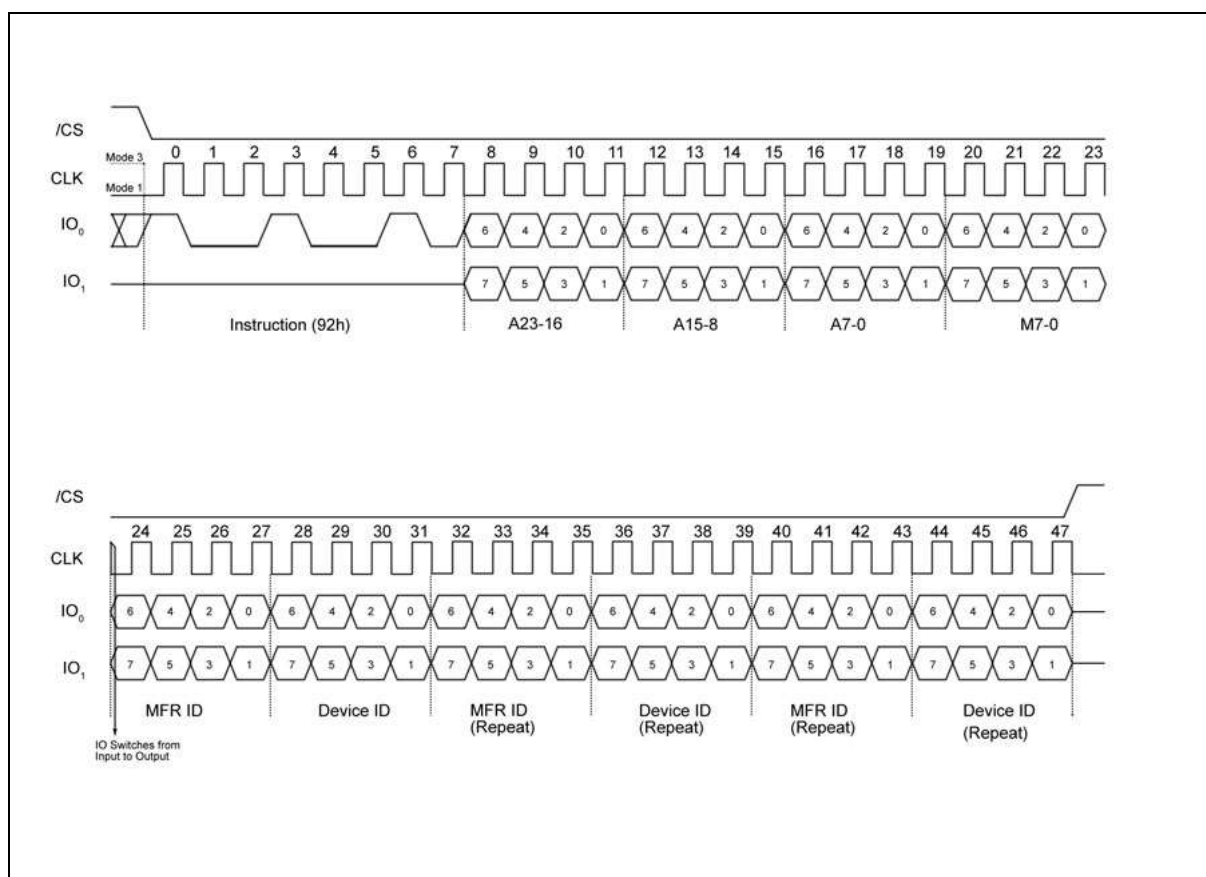 /CS
Mode 3 0 1 2 3 4 5 6 7 8 9 10 11 12 13 14 15 16 17 18 19 20 21 22 23
CLK
Mode 1
IO0 6 4 2 0 6 4 2 0 6 4 2 0 6 4 2 0
IO1 7 5 3 1 7 5 3 1 7 5 3 1 7 5 3 1
Instruction (92h) A23-16 A15-8 A7-0 M7-0
/CS
24 25 26 27 28 29 30 31 32 33 34 35 36 37 38 39 40 41 42 43 44 45 46 47
CLK
IO0 6 4 2 0 6 4 2 0 6 4 2 0 6 4 2 0 6 4 2 0 6 4 2 0
IO1 7 5 3 1 7 5 3 1 7 5 3 1 7 5 3 1 7 5 3 1 7 5 3 1
MFR ID Device ID MFR ID Device ID MFR ID Device ID
(Repeat) (Repeat) (Repeat) (Repeat)
IO Switches from
Input to Output